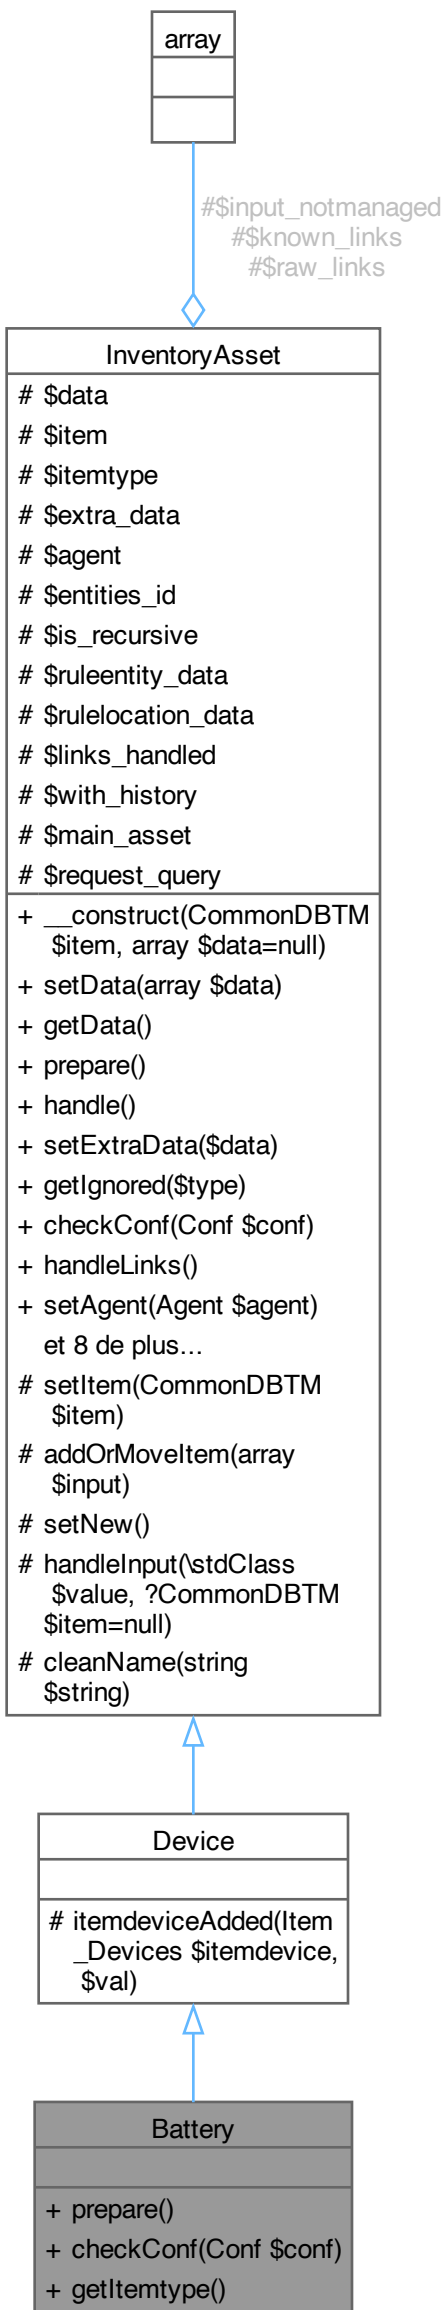 array
#$input_notmanaged
#$known_links
#$raw_links
InventoryAsset
# $data
# $item
# $itemtype
# $extra_data
# $agent
# $entities_id
# $is_recursive
# $ruleentity_data
# $rulelocation_data
# $links_handled
# $with_history
# $main_asset
# $request_query
+ __construct(CommonDBTM
$item, array $data=null)
+ setData(array $data)
+ getData()
+ prepare()
+ handle()
+ setExtraData($data)
+ getIgnored($type)
+ checkConf(Conf $conf)
+ handleLinks()
+ setAgent(Agent $agent)
et 8 de plus...
# setItem(CommonDBTM
$item)
# addOrMoveItem(array
$input)
# setNew()
# handleInput(\stdClass
$value, ?CommonDBTM
$item=null)
# cleanName(string
$string)
Device
# itemdeviceAdded(Item
_Devices $itemdevice,
$val)
Battery
+ prepare()
+ checkConf(Conf $conf)
+ getItemtype()